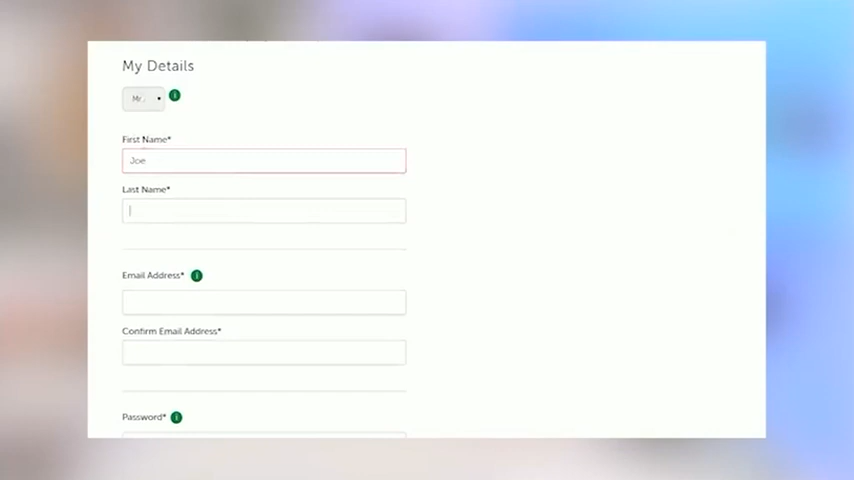 My Details
Mr.
First Name*
Joe
Last Name*
Email Address*
Confirm Email Address*
Password*